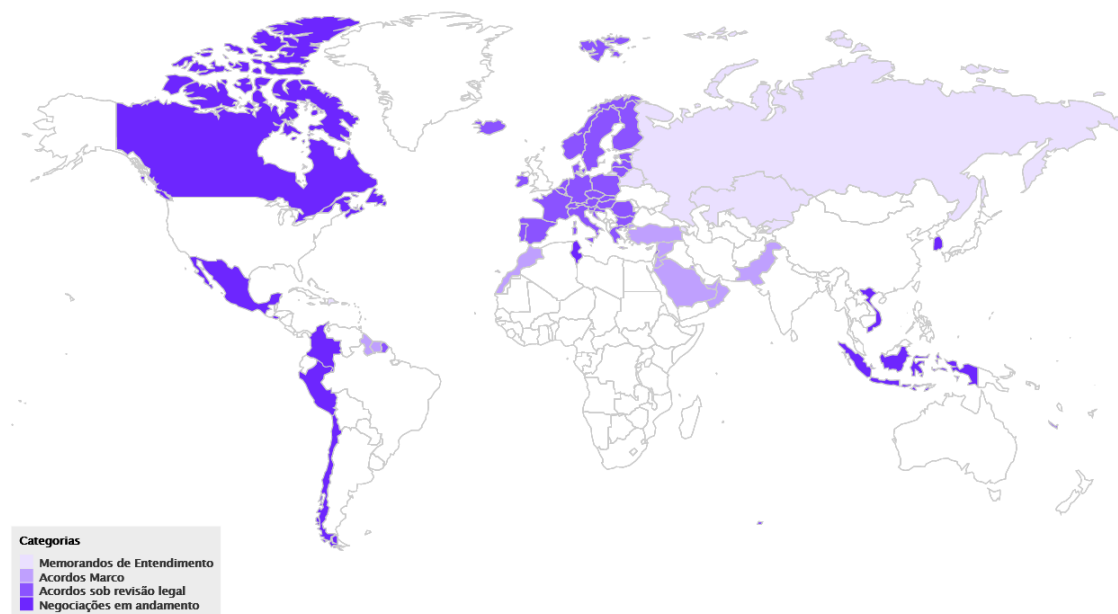 Categorias
Memorandos de Entendimento
Acordos Marco
Acordos sob revisão legal
Negociações em andamento